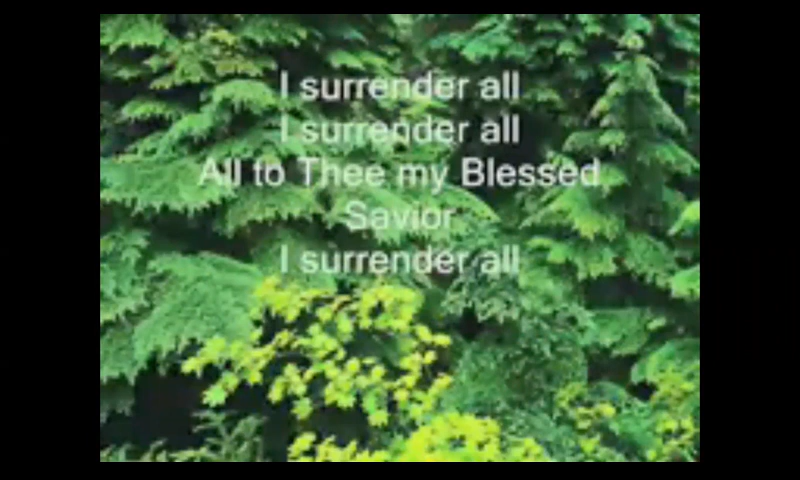 I surrender all
I surrender all
All to Thee my Blessed
Savior
I surrender all